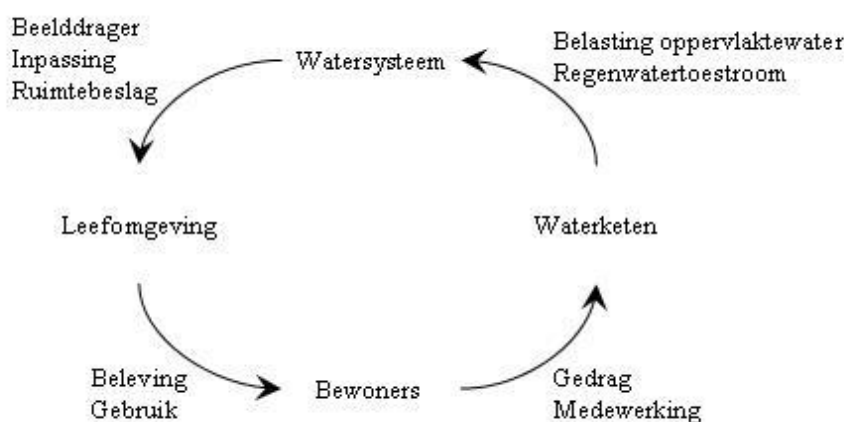 Beelddrager
Inpassing
Ruimtebeslag
Watersysteem
Belasting oppervlaktewater
Regenwatertoestroom
Leefomgeving
Waterketen
Beleving
Gebruik
Bewoners
Gedrag
Medewerking